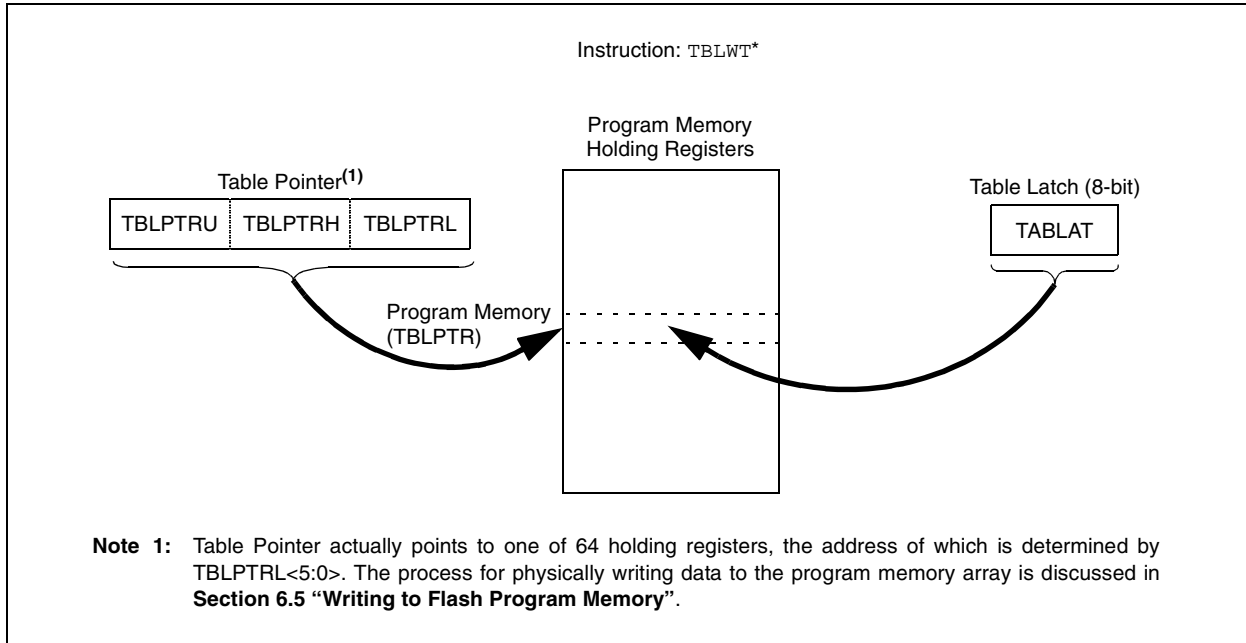 Instruction: TBLWT*
Program Memory
Holding Registers
Table Pointer(1)
Table Latch (8-bit)
TBLPTRU TBLPTRH TBLPTRL
TABLAT
Program Memory
(TBLPTR)
Note 1: Table Pointer actually points to one of 64 holding registers, the address of which is determined by
TBLPTRL<5:0>. The process for physically writing data to the program memory array is discussed in
Section 6.5 “Writing to Flash Program Memory”.